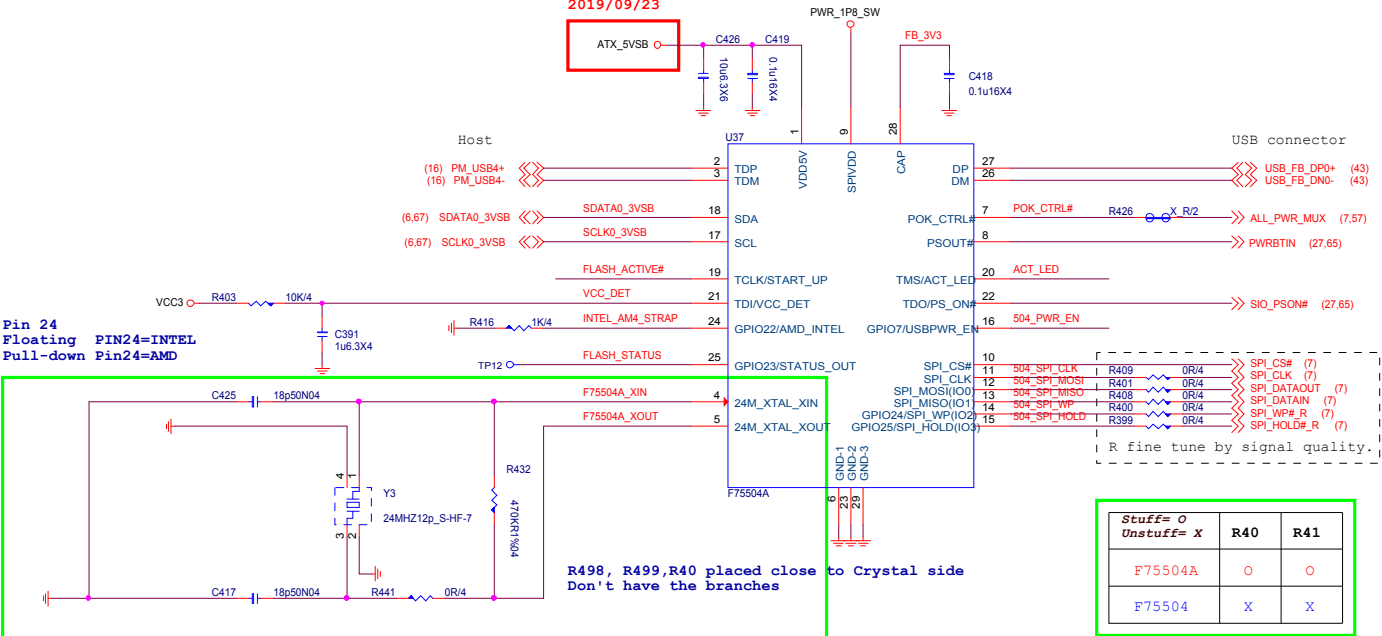 2019/09/23
PWR_1P8_SW
ATX_5VSB
C426
C419
FB_3V3
10u6.3X6
0.1u16X4
C418
0.1u16X4
1
9
28
U37
Host
USB connector
(16) PM_USB4+
2
TDP
VDD5V
SPIVDD
CAP
DP
27
USB_FB_DP0+ (43)
(16) PM_USB4-
3
TDM
DM
26
USB_FB_DN0- (43)
(6,67) SDATA0_3VSB
SDATA0_3VSB
18
SDA
POK_CTRL#
7
POK_CTRL#
R426
X_R/2
ALL_PWR_MUX (7,57)
(6,67) SCLK0_3VSB
SCLK0_3VSB
17
SCL
PSOUT#
8
PWRBTIN (27,65)
FLASH_ACTIVE#
19
TCLK/START_UP
TMS/ACT_LED
20
ACT_LED
VCC3
R403
10K/4
VCC_DET
21
TDI/VCC_DET
TDO/PS_ON#
22
SIO_PSON# (27,65)
C391
1u6.3X4
R416
1K/4
INTEL_AM4_STRAP
24
GPIO22/AMD_INTEL
GPIO7/USBPWR_EN
16
504_PWR_EN
Pin 24
Floating PIN24=INTEL
Pull-down Pin24=AMD
TP12
FLASH_STATUS
25
GPIO23/STATUS_OUT
SPI_CS#
10
SPI_CS# (7)
SPI_CLK
11
504_SPI_CLK
R409
0R/4
SPI_CLK (7)
SPI_MOSI(IO0)
12
504_SPI_MOSI
R401
0R/4
SPI_DATAOUT (7)
SPI_MISO(IO1)
13
504_SPI_MISO
R408
0R/4
SPI_DATAIN (7)
GPIO24/SPI_WP(IO2)
14
504_SPI_WP
R400
0R/4
SPI_WP#_R (7)
GPIO25/SPI_HOLD(IO3)
15
504_SPI_HOLD
R399
0R/4
SPI_HOLD#_R (7)
R fine tune by signal quality.
C425
18p50N04
F75504A_XIN
4
24M_XTAL_XIN
F75504A_XOUT
5
24M_XTAL_XOUT
GND-1
GND-2
GND-3
6
23
29
F75504A
4
1
Y3
24MHZ12p_S-HF-7
3
2
R432
470KR1%04
C417
18p50N04
R441
0R/4
R498, R499,R40 placed close to Crystal side
Don't have the branches
Stuff= O
Unstuff= X
R40
R41
F75504A
O
O
F75504
X
X